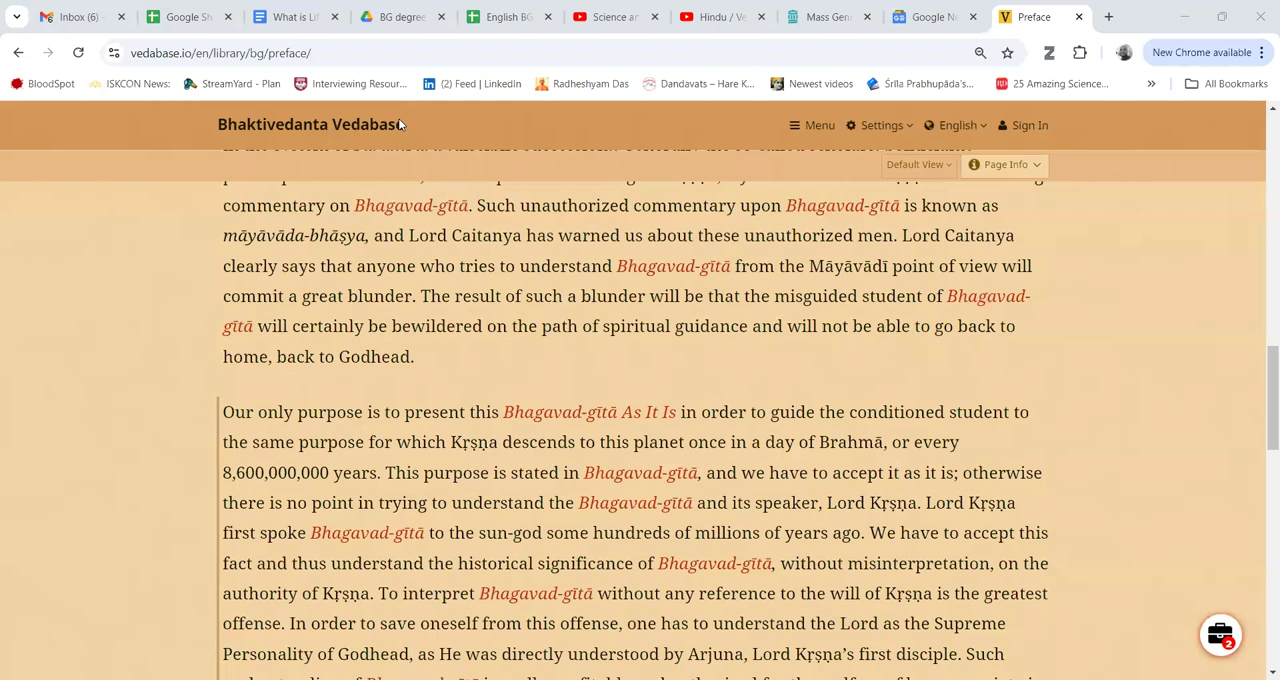 Inbox (6) -
Google Sh
What is Lif
BG degree
English BG
Science ar
Hindu / Ve
Mass Gen
Google Ne
Preface
vedabase.io/en/library/bg/preface/
New Chrome available
BloodSpot
ISKCON News:
StreamYard - Plan
Interviewing Resour...
(2) Feed | LinkedIn
Radheshyam Das
Dandavats – Hare K...
Newest videos
Śrīla Prabhupāda's...
25 Amazing Science...
»
All Bookmarks
Bhaktivedanta Vedabase
Menu
Settings
English
Sign In
Default View
Page Info
commentary on Bhagavad-gītā. Such unauthorized commentary upon Bhagavad-gītā is known as
māyāvāda-bhāṣya, and Lord Caitanya has warned us about these unauthorized men. Lord Caitanya
clearly says that anyone who tries to understand Bhagavad-gītā from the Māyāvādī point of view will
commit a great blunder. The result of such a blunder will be that the misguided student of Bhagavad-
gītā will certainly be bewildered on the path of spiritual guidance and will not be able to go back to
home, back to Godhead.
Our only purpose is to present this Bhagavad-gītā As It Is in order to guide the conditioned student to
the same purpose for which Kṛṣṇa descends to this planet once in a day of Brahmā, or every
8,600,000,000 years. This purpose is stated in Bhagavad-gītā, and we have to accept it as it is; otherwise
there is no point in trying to understand the Bhagavad-gītā and its speaker, Lord Kṛṣṇa. Lord Kṛṣṇa
first spoke Bhagavad-gītā to the sun-god some hundreds of millions of years ago. We have to accept this
fact and thus understand the historical significance of Bhagavad-gītā, without misinterpretation, on the
authority of Kṛṣṇa. To interpret Bhagavad-gītā without any reference to the will of Kṛṣṇa is the greatest
offense. In order to save oneself from this offense, one has to understand the Lord as the Supreme
Personality of Godhead, as He was directly understood by Arjuna, Lord Kṛṣṇa's first disciple. Such
2